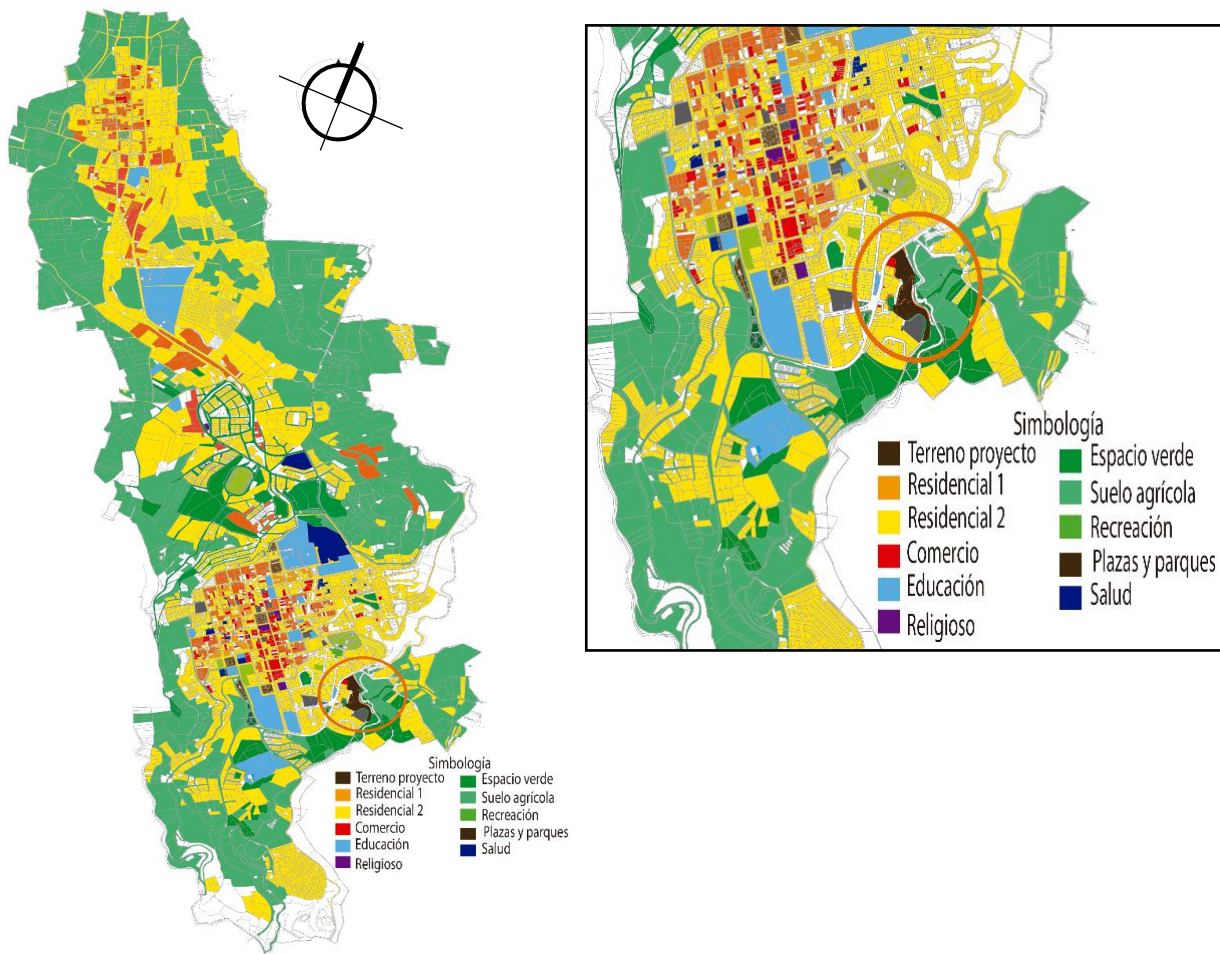 Simbología
Terreno proyecto
Residencial 1
Residencial 2
Comercio
Educación
Religioso
Espacio verde
Suelo agrícola
Recreación
Plazas y parques
Salud
Simbología
Terreno proyecto
Residencial 1
Residencial 2
Comercio
Educación
Religioso
Espacio verde
Suelo agrícola
Recreación
Plazas y parques
Salud